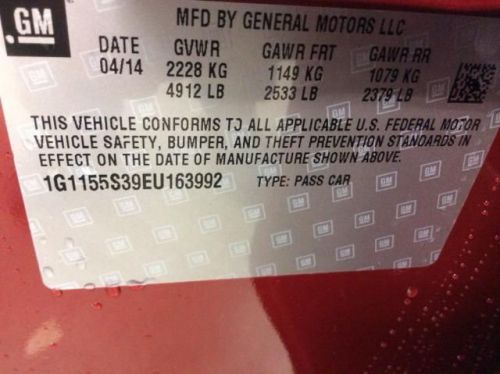 GM
MFD BY GENERAL MOTORS LLC
DATE GVWR GAWR FRT GAWR RR
04/14 2228 KG 1149 KG 1079 KG
4912 LB 2533 LB 2379 LB
THIS VEHICLE CONFORMS TO ALL APPLICABLE U.S. FEDERAL MOTOR
VEHICLE SAFETY, BUMPER, AND THEFT PREVENTION STANDARDS IN
EFFECT ON THE DATE OF MANUFACTURE SHOWN ABOVE.
1G1155S39EU163992 TYPE: PASS CAR